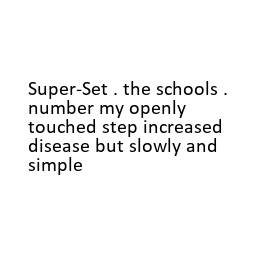 Super-Set . the schools .
number my openly
touched step increased
disease but slowly and
simple